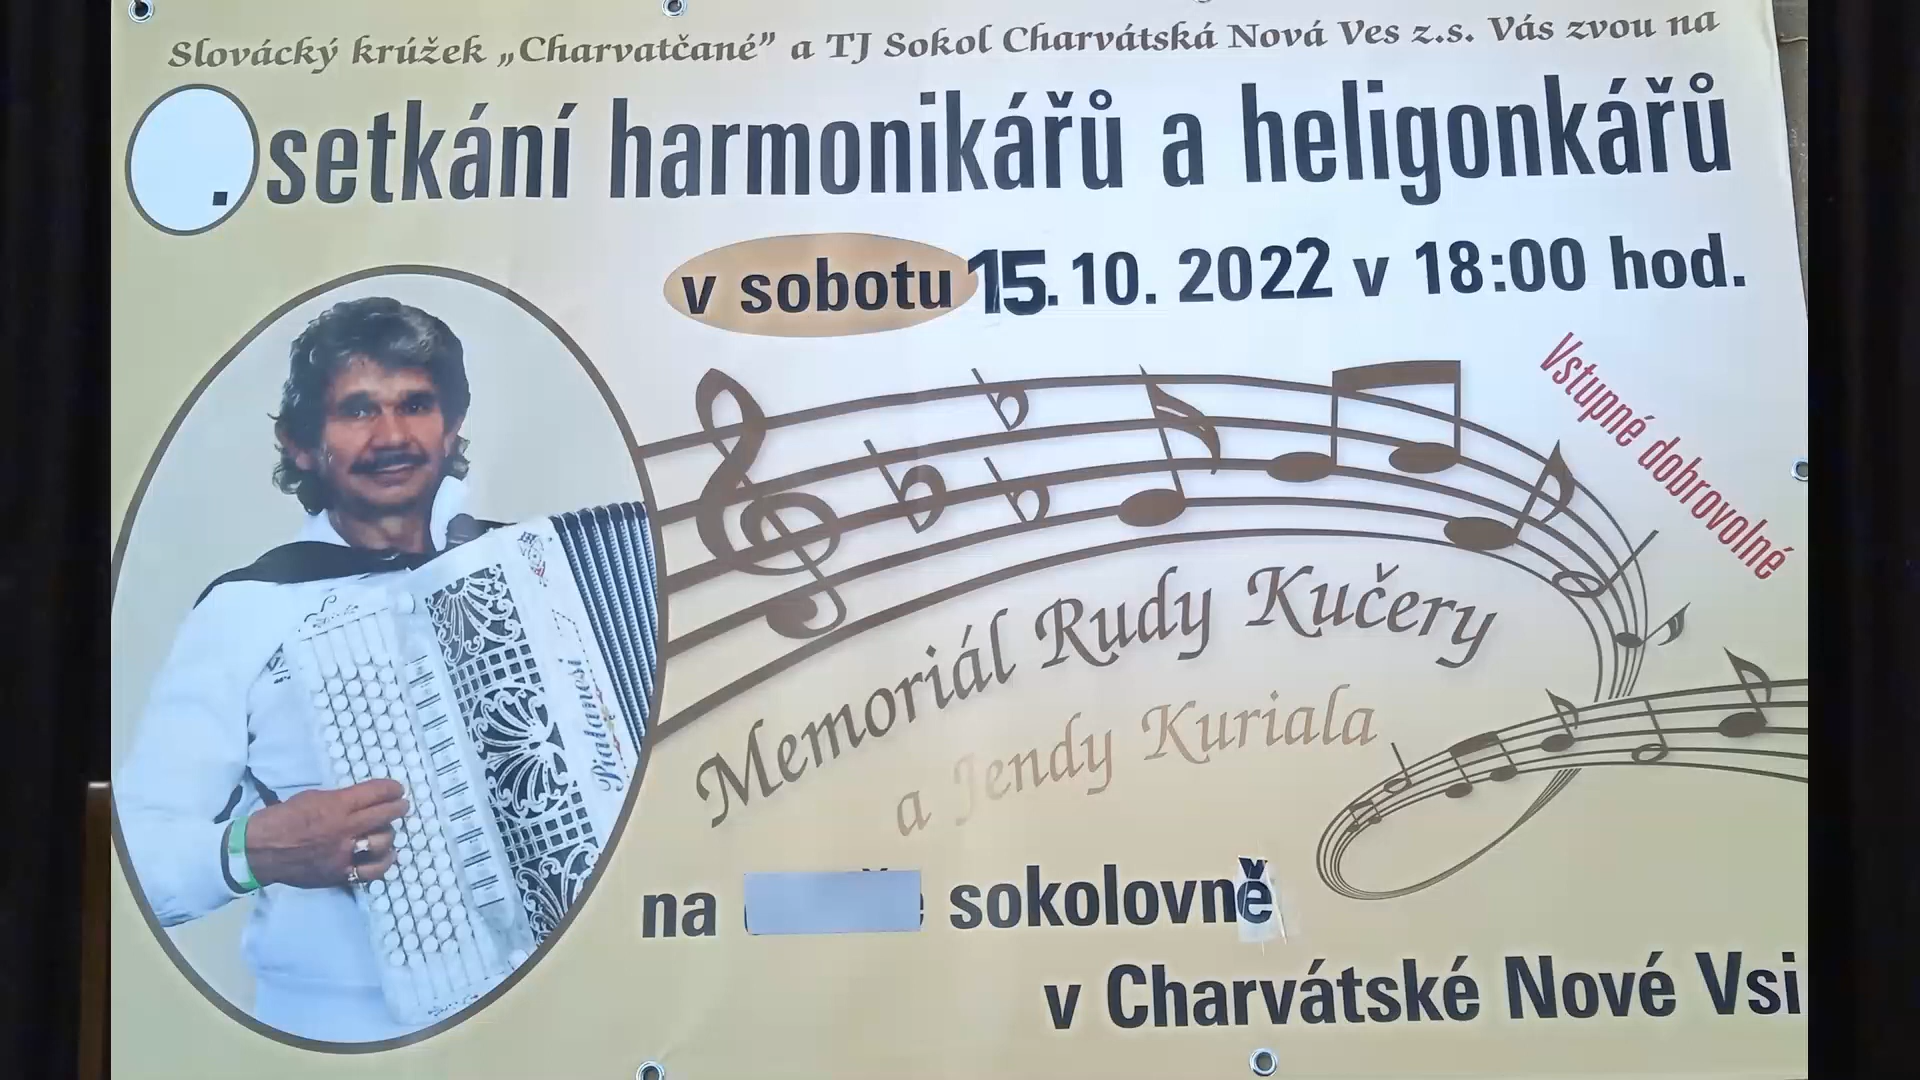 Slovácký krúžek „Charvatčané” a TJ Sokol Charvátská Nová Ves z.s. Vás zvou na
. setkání harmonikářů a heligonkářů
v sobotu 15. 10. 2022 v 18:00 hod.
Vstupné dobrovolné
Memoriál Rudy Kučery
a Jendy Kuriala
Pialanesi
na sokolovně
v Charvátské Nové Vsi